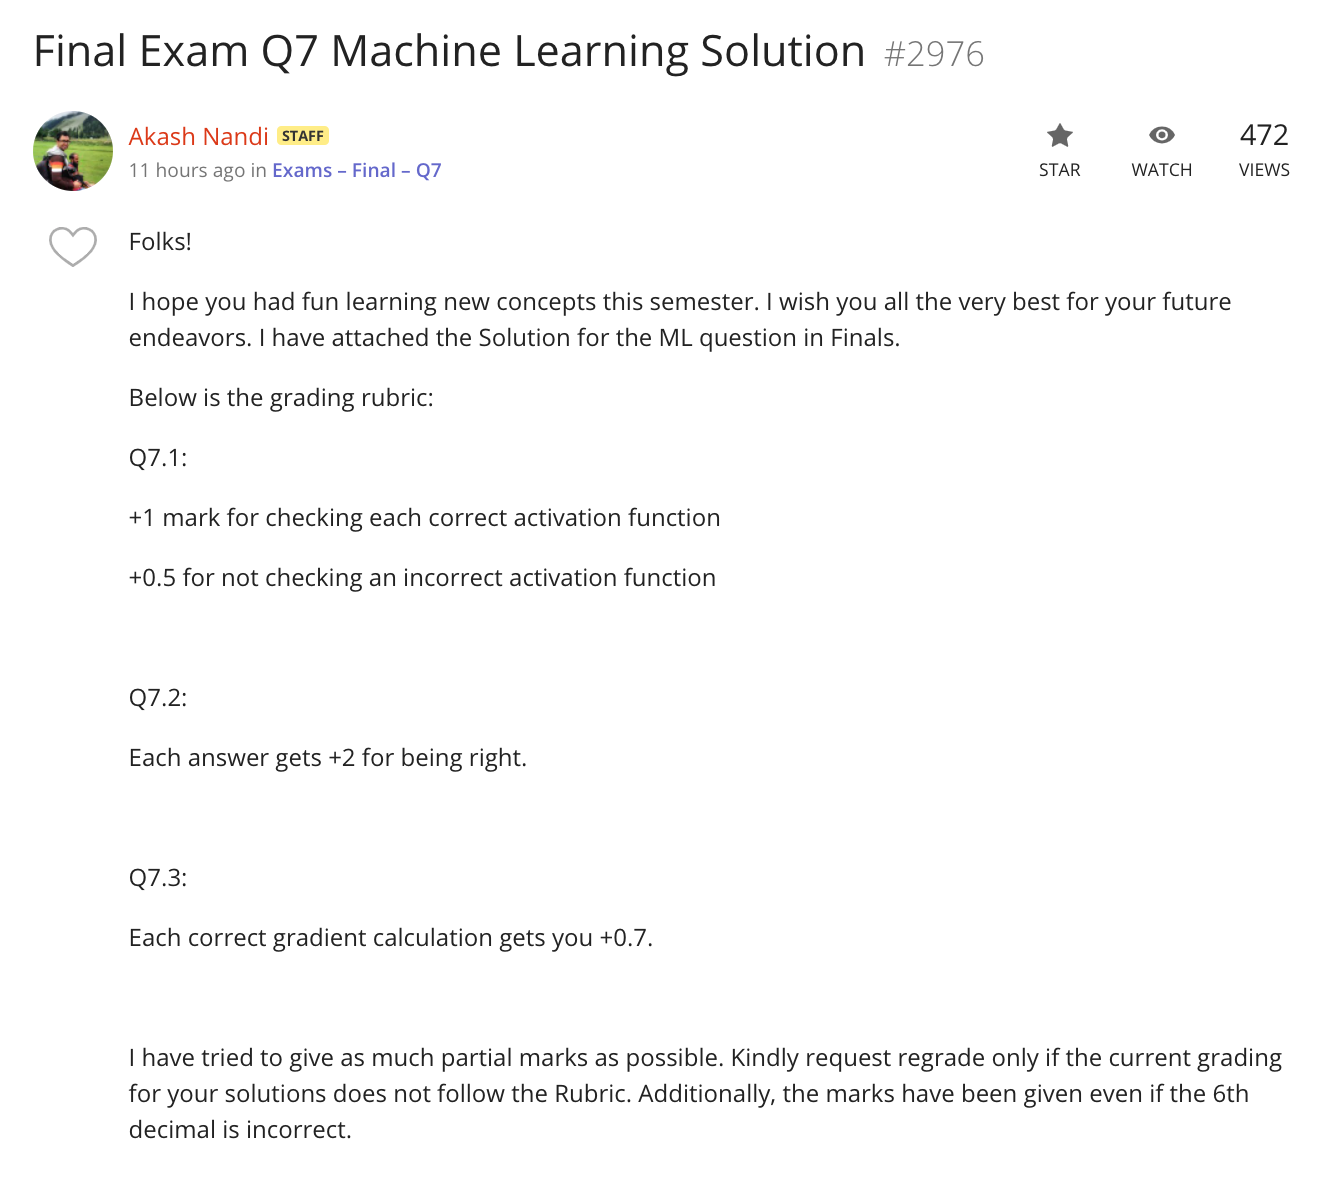 Final Exam Q7 Machine Learning Solution #2976
Akash Nandi STAFF
11 hours ago in Exams – Final – Q7
STAR
WATCH
472
VIEWS
Folks!
I hope you had fun learning new concepts this semester. I wish you all the very best for your future
endeavors. I have attached the Solution for the ML question in Finals.
Below is the grading rubric:
Q7.1:
+1 mark for checking each correct activation function
+0.5 for not checking an incorrect activation function
Q7.2:
Each answer gets +2 for being right.
Q7.3:
Each correct gradient calculation gets you +0.7.
I have tried to give as much partial marks as possible. Kindly request regrade only if the current grading
for your solutions does not follow the Rubric. Additionally, the marks have been given even if the 6th
decimal is incorrect.